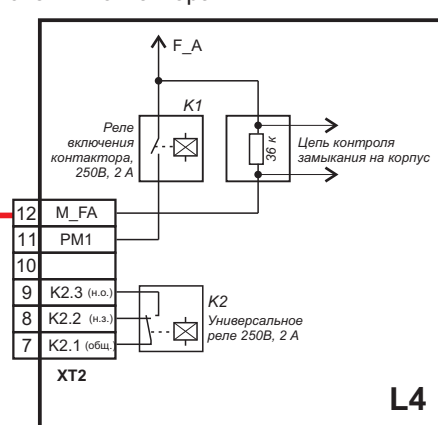 F_A
K1
Реле
включения
контактора,
250В, 2 А
36 к
Цепь контроля
замыкания на корпус
12 M_FA
11 PM1
10
9 K2.3 (н.о.)
8 K2.2 (н.з.)
7 K2.1 (общ.)
K2
Универсальное
реле 250В, 2 А
XT2
L4